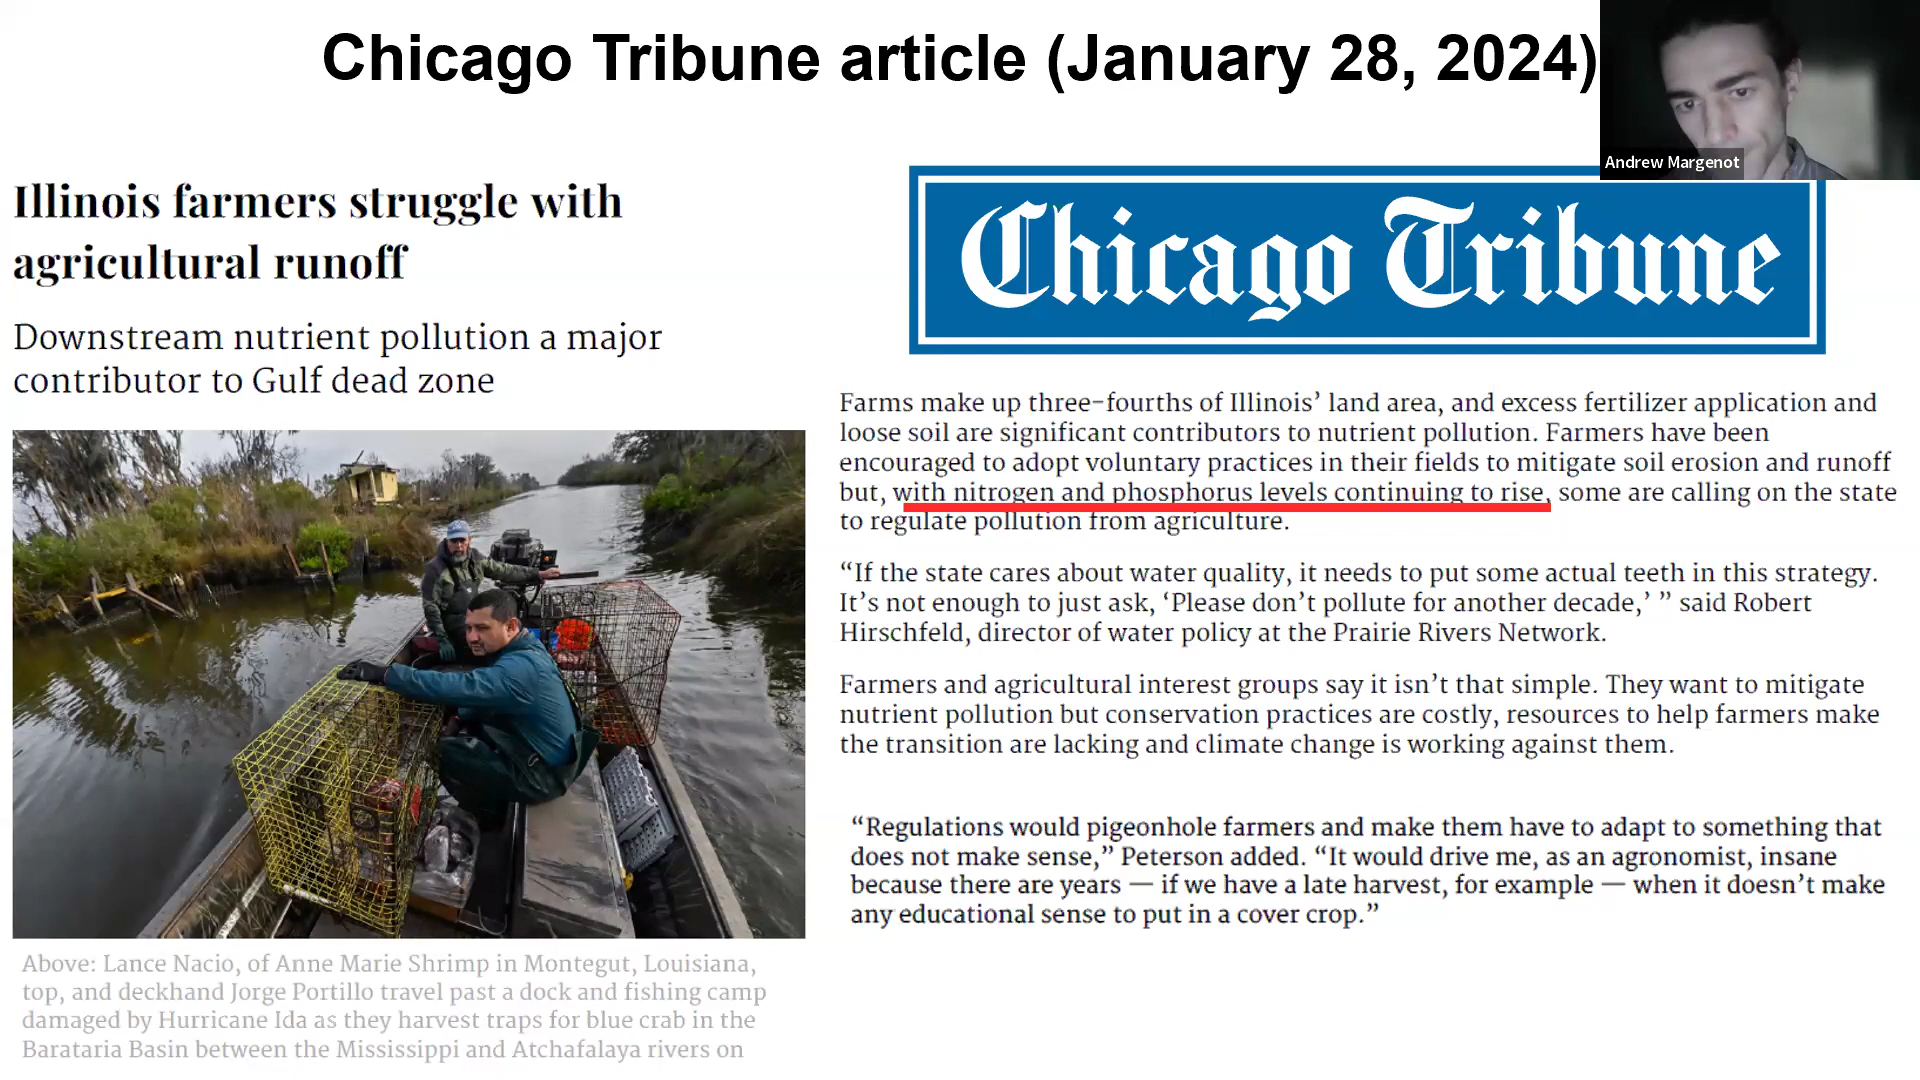 Chicago Tribune article (January 28, 2024)
Andrew Margenot
Illinois farmers struggle with
agricultural runoff
Downstream nutrient pollution a major
contributor to Gulf dead zone
Above: Lance Nacio, of Anne Marie Shrimp in Montegut, Louisiana,
top, and deckhand Jorge Portillo travel past a dock and fishing camp
damaged by Hurricane Ida as they harvest traps for blue crab in the
Barataria Basin between the Mississippi and Atchafalaya rivers on
Chicago Tribune
Farms make up three-fourths of Illinois’ land area, and excess fertilizer application and
loose soil are significant contributors to nutrient pollution. Farmers have been
encouraged to adopt voluntary practices in their fields to mitigate soil erosion and runoff
but, with nitrogen and phosphorus levels continuing to rise, some are calling on the state
to regulate pollution from agriculture.
“If the state cares about water quality, it needs to put some actual teeth in this strategy.
It’s not enough to just ask, ‘Please don’t pollute for another decade,’ ” said Robert
Hirschfeld, director of water policy at the Prairie Rivers Network.
Farmers and agricultural interest groups say it isn’t that simple. They want to mitigate
nutrient pollution but conservation practices are costly, resources to help farmers make
the transition are lacking and climate change is working against them.
“Regulations would pigeonhole farmers and make them have to adapt to something that
does not make sense,” Peterson added. “It would drive me, as an agronomist, insane
because there are years — if we have a late harvest, for example — when it doesn’t make
any educational sense to put in a cover crop.”